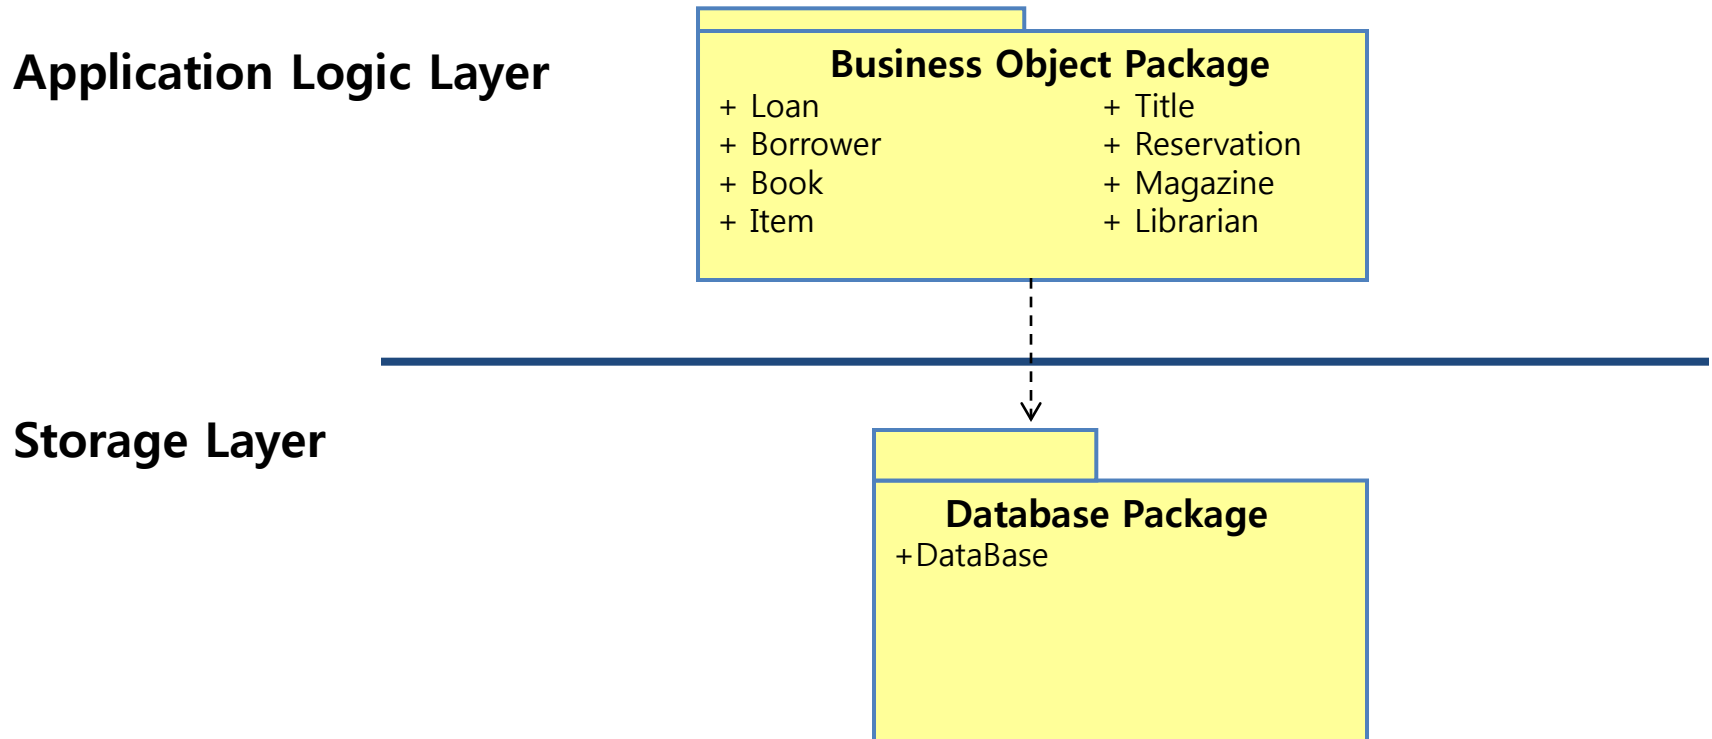 Application Logic Layer
Business Object Package
+ Loan
+ Borrower
+ Book
+ Item
+ Title
+ Reservation
+ Magazine
+ Librarian
Storage Layer
Database Package
+DataBase